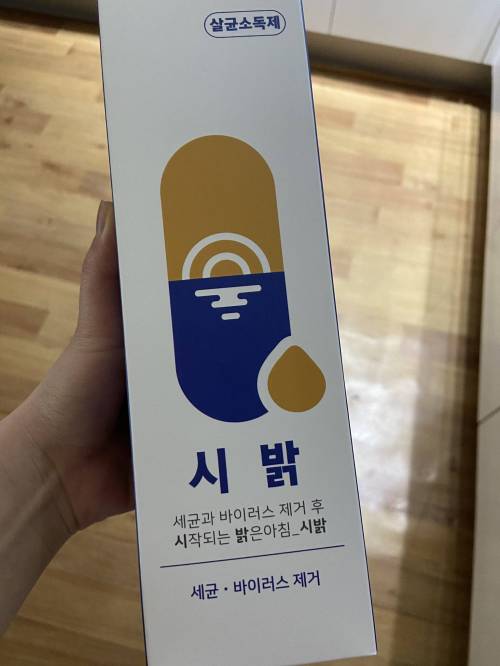 살균소독제
시 밝
세균과 바이러스 제거 후
시작되는 밝은아침_시밝
세균 · 바이러스 제거